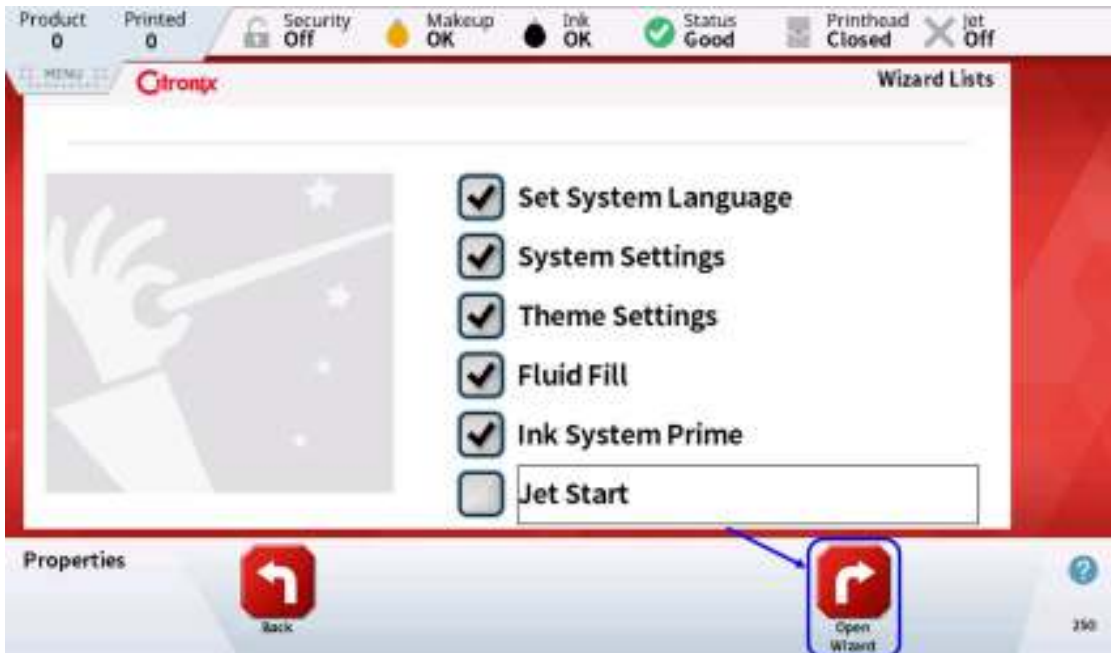 Product
0
Printed
0
Security
Off
Makeup
OK
Ink
OK
Status
Good
Printhead
Closed
Jet
Off
MENU
Citronix
Wizard Lists
Set System Language
System Settings
Theme Settings
Fluid Fill
Ink System Prime
Jet Start
Properties
Back
Open
Wizard
?
250